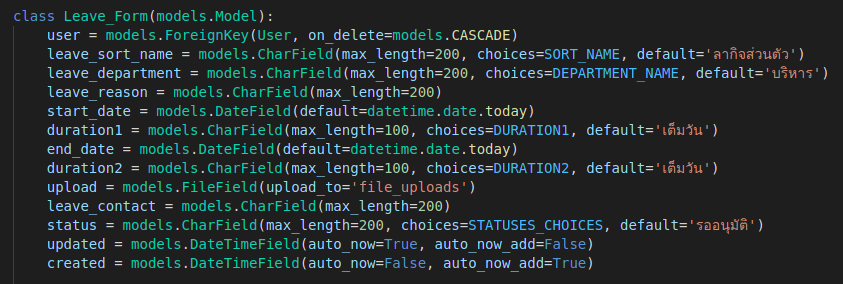 class Leave_Form(models.Model):
    user = models.ForeignKey(User, on_delete=models.CASCADE)
    leave_sort_name = models.CharField(max_length=200, choices=SORT_NAME, default='ลากิจส่วนตัว')
    leave_department = models.CharField(max_length=200, choices=DEPARTMENT_NAME, default='บริหาร')
    leave_reason = models.CharField(max_length=200)
    start_date = models.DateField(default=datetime.date.today)
    duration1 = models.CharField(max_length=100, choices=DURATION1, default='เต็มวัน')
    end_date = models.DateField(default=datetime.date.today)
    duration2 = models.CharField(max_length=100, choices=DURATION2, default='เต็มวัน')
    upload = models.FileField(upload_to='file_uploads')
    leave_contact = models.CharField(max_length=200)
    status = models.CharField(max_length=200, choices=STATUSES_CHOICES, default='รออนุมัติ')
    updated = models.DateTimeField(auto_now=True, auto_now_add=False)
    created = models.DateTimeField(auto_now=False, auto_now_add=True)